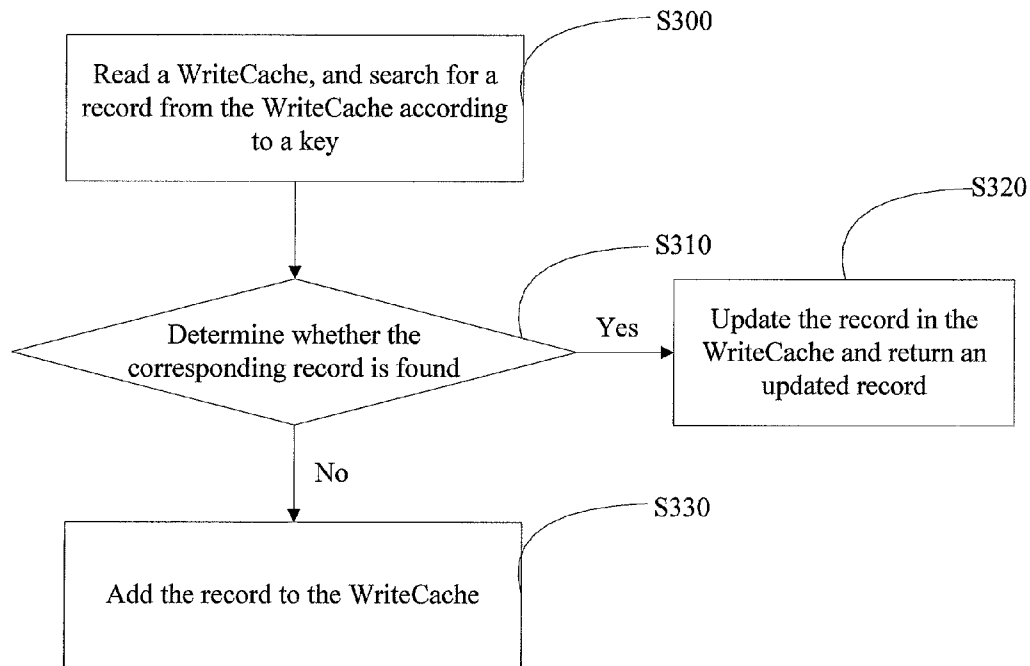 S300
Read a WriteCache, and search for a
record from the WriteCache according
to a key
S320
S310
Determine whether the
corresponding record is found
Yes
Update the record in the
WriteCache and return an
updated record
No
S330
Add the record to the WriteCache